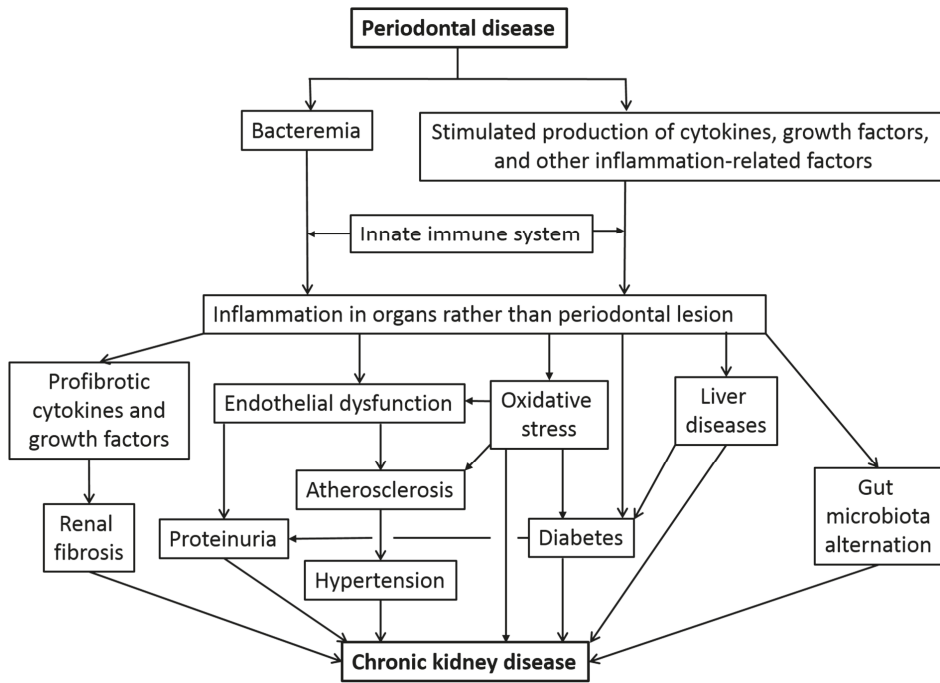 Periodontal disease
Bacteremia
Stimulated production of cytokines, growth factors,
and other inflammation-related factors
Innate immune system
Inflammation in organs rather than periodontal lesion
Profibrotic
cytokines and
growth factors
Endothelial dysfunction
Oxidative
stress
Liver
diseases
Atherosclerosis
Gut
microbiota
alternation
Renal
fibrosis
Proteinuria
Diabetes
Hypertension
Chronic kidney disease